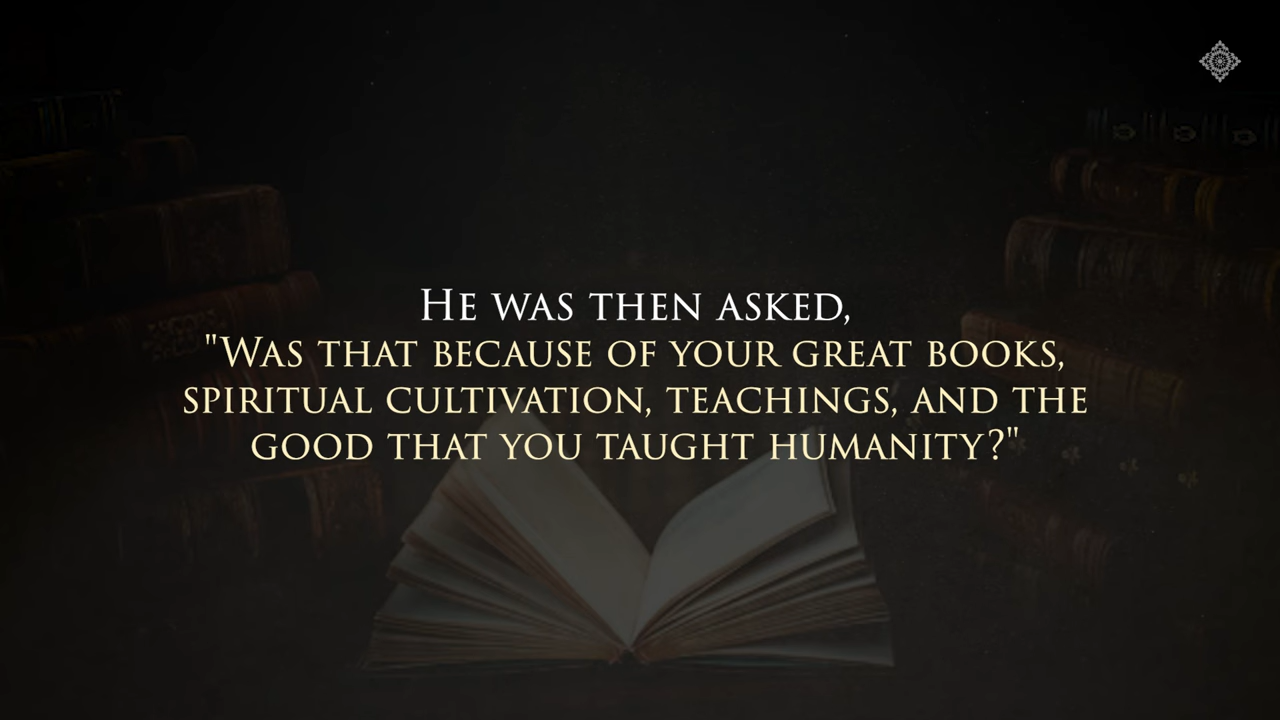 He was then asked,
"Was that because of your great books,
spiritual cultivation, teachings, and the
good that you taught humanity?"